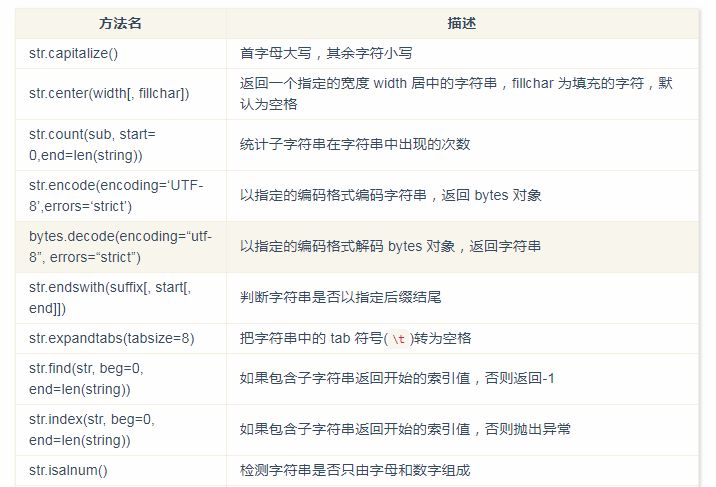 方法名 描述
str.capitalize() 首字母大写，其余字符小写
str.center(width[, fillchar]) 返回一个指定的宽度 width 居中的字符串，fillchar 为填充的字符，默
认为空格
str.count(sub, start=
0,end=len(string)) 统计子字符串在字符串中出现的次数
str.encode(encoding=‘UTF-
8’,errors=‘strict’) 以指定的编码格式编码字符串，返回 bytes 对象
bytes.decode(encoding=“utf-
8”, errors=“strict”) 以指定的编码格式解码 bytes 对象，返回字符串
str.endswith(suffix[, start[,
end]]) 判断字符串是否以指定后缀结尾
str.expandtabs(tabsize=8) 把字符串中的 tab 符号(\t)转为空格
str.find(str, beg=0,
end=len(string)) 如果包含子字符串返回开始的索引值，否则返回-1
str.index(str, beg=0,
end=len(string)) 如果包含子字符串返回开始的索引值，否则抛出异常
str.isalnum() 检测字符串是否只由字母和数字组成